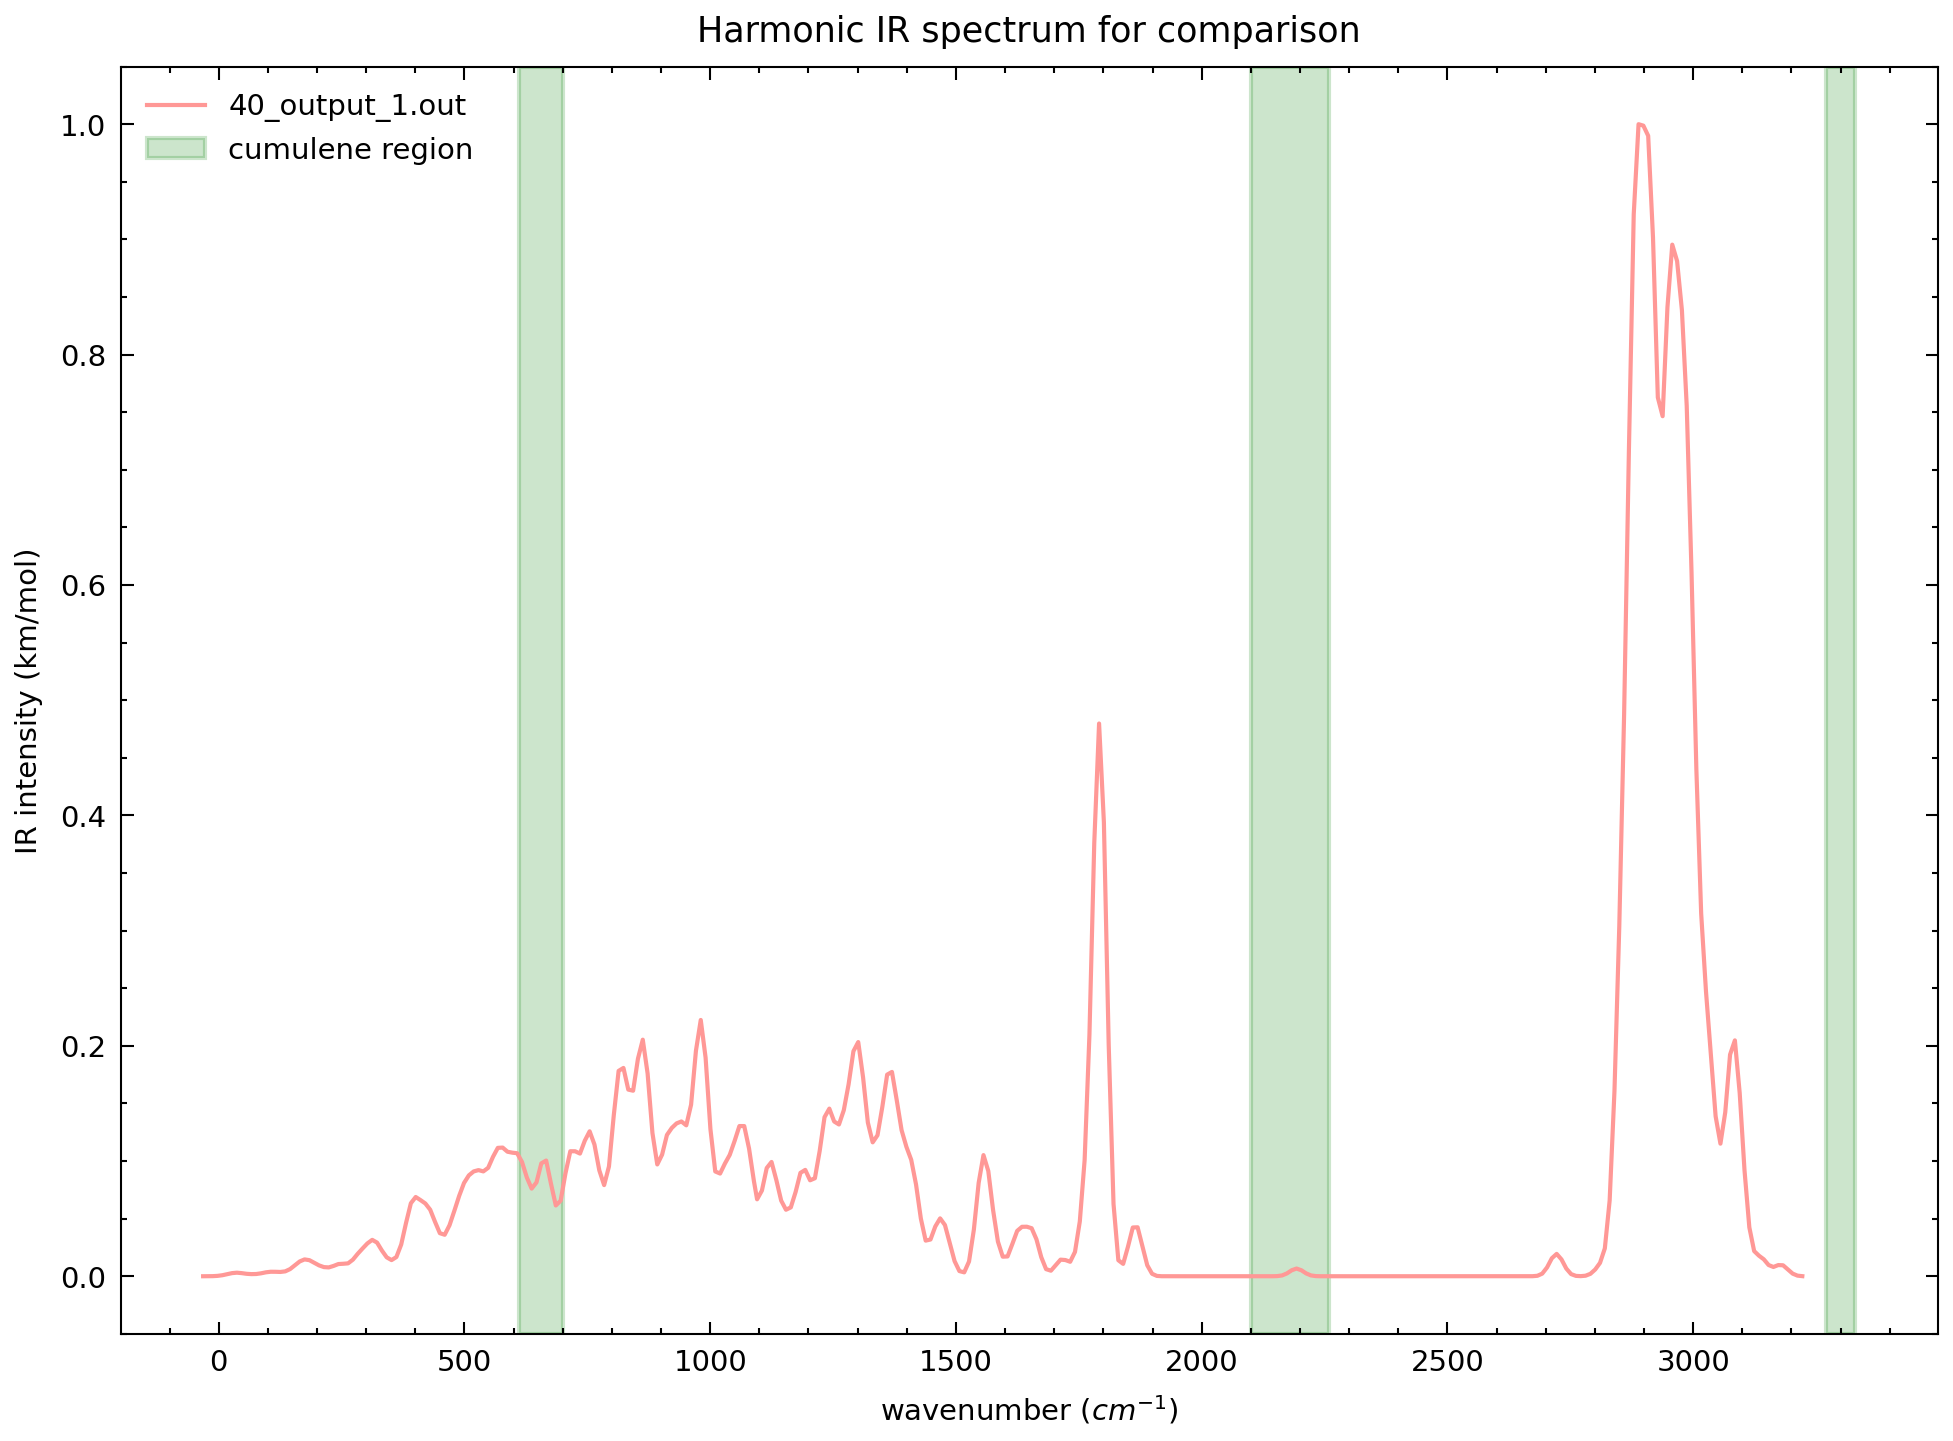 Harmonic IR spectrum for comparison
40_output_1.out
cumulene region
1.0
0.8
0.6
0.4
0.2
0.0
IR intensity (km/mol)
0 500 1000 1500 2000 2500 3000
wavenumber (cm⁻¹)